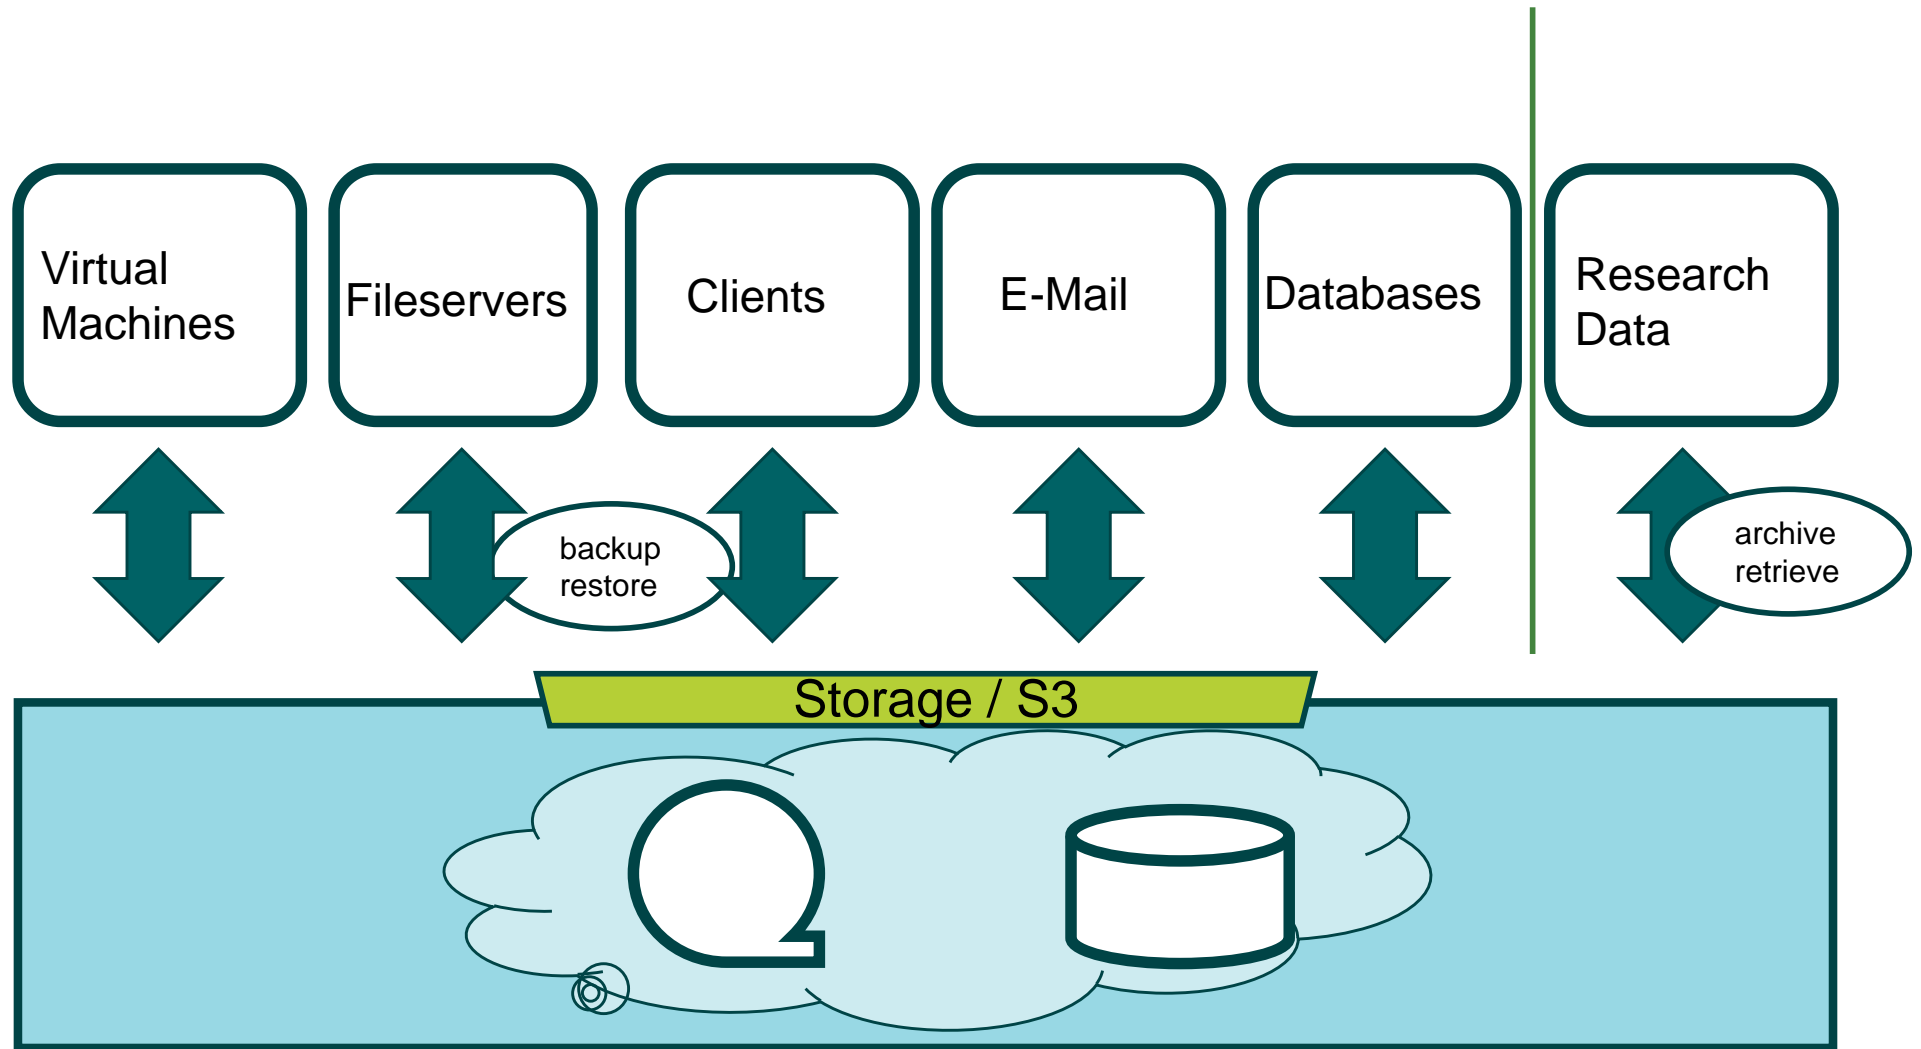 Virtual
Machines
Fileservers
Clients
E-Mail
Databases
Research
Data
backup
restore
archive
retrieve
Storage / S3